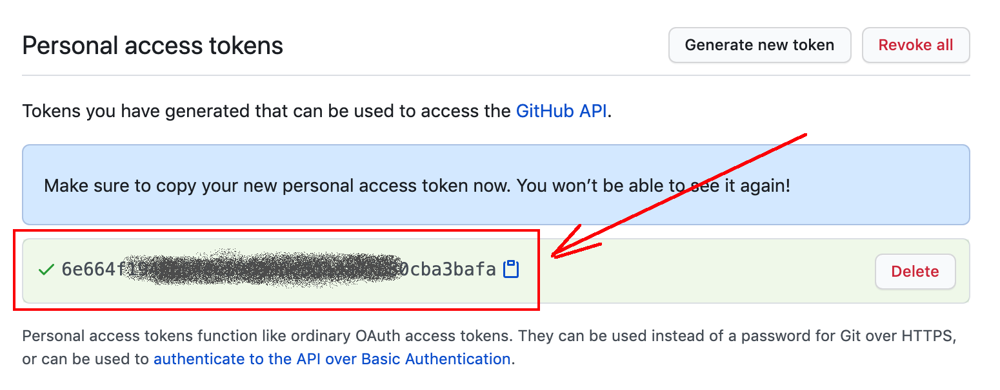 Personal access tokens
Generate new token
Revoke all
Tokens you have generated that can be used to access the GitHub API.
Make sure to copy your new personal access token now. You won’t be able to see it again!
6e664f 0cba3bafa
Delete
Personal access tokens function like ordinary OAuth access tokens. They can be used instead of a password for Git over HTTPS,
or can be used to authenticate to the API over Basic Authentication.